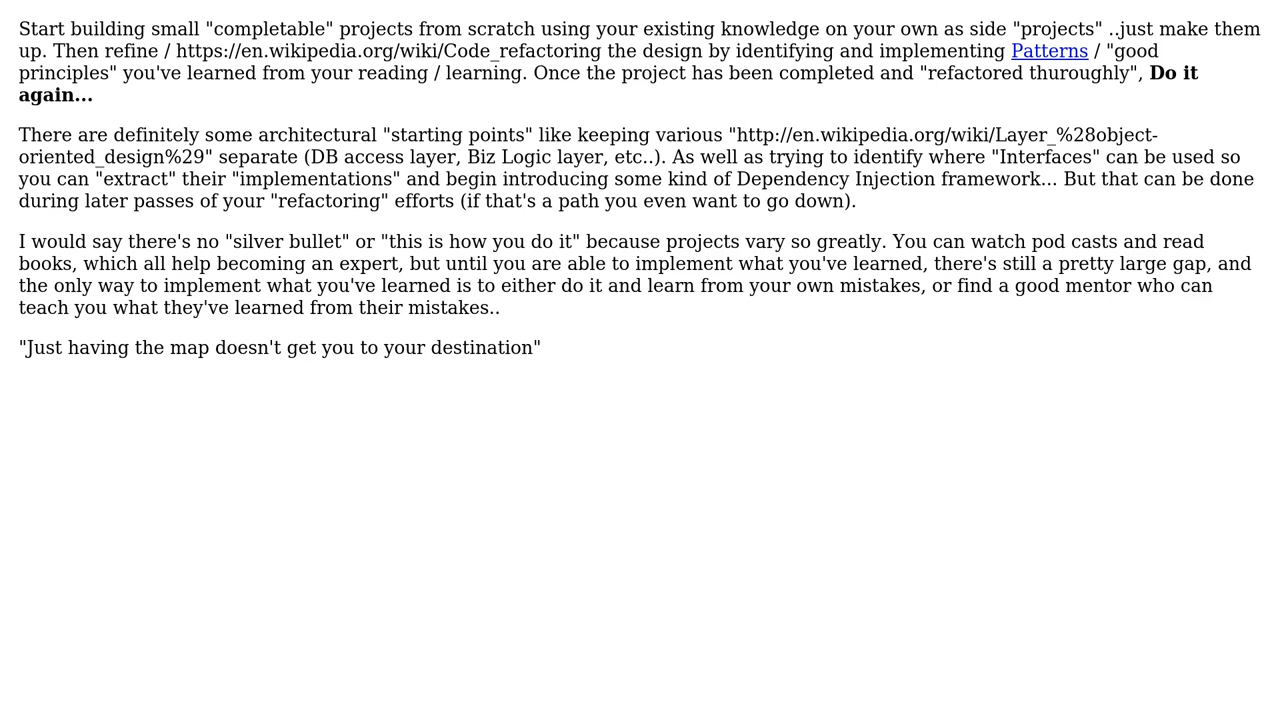 Start building small "completable" projects from scratch using your existing knowledge on your own as side "projects" ..just make them
up. Then refine / https://en.wikipedia.org/wiki/Code_refactoring the design by identifying and implementing Patterns / "good
principles" you've learned from your reading / learning. Once the project has been completed and "refactored thuroughly", Do it
again...
There are definitely some architectural "starting points" like keeping various "http://en.wikipedia.org/wiki/Layer_%28object-
oriented_design%29" separate (DB access layer, Biz Logic layer, etc..). As well as trying to identify where "Interfaces" can be used so
you can "extract" their "implementations" and begin introducing some kind of Dependency Injection framework... But that can be done
during later passes of your "refactoring" efforts (if that's a path you even want to go down).
I would say there's no "silver bullet" or "this is how you do it" because projects vary so greatly. You can watch pod casts and read
books, which all help becoming an expert, but until you are able to implement what you've learned, there's still a pretty large gap, and
the only way to implement what you've learned is to either do it and learn from your own mistakes, or find a good mentor who can
teach you what they've learned from their mistakes..
"Just having the map doesn't get you to your destination"